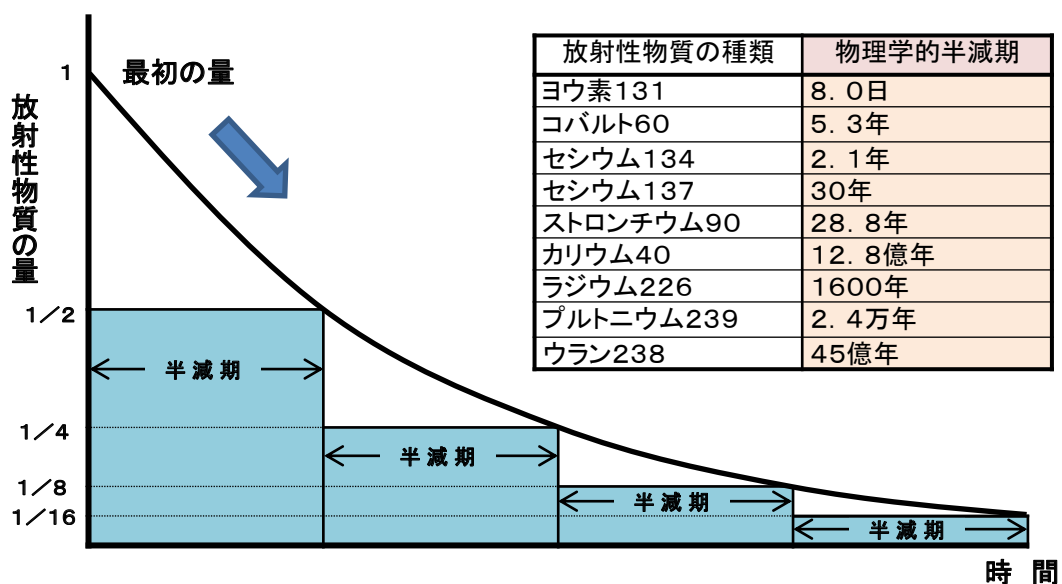 1
最初の量
放射性物質の量
1/2
半減期
1/4
半減期
1/8
半減期
1/16
半減期
時間
放射性物質の種類 物理学的半減期
ヨウ素131 8.0日
コバルト60 5.3年
セシウム134 2.1年
セシウム137 30年
ストロンチウム90 28.8年
カリウム40 12.8億年
ラジウム226 1600年
プルトニウム239 2.4万年
ウラン238 45億年